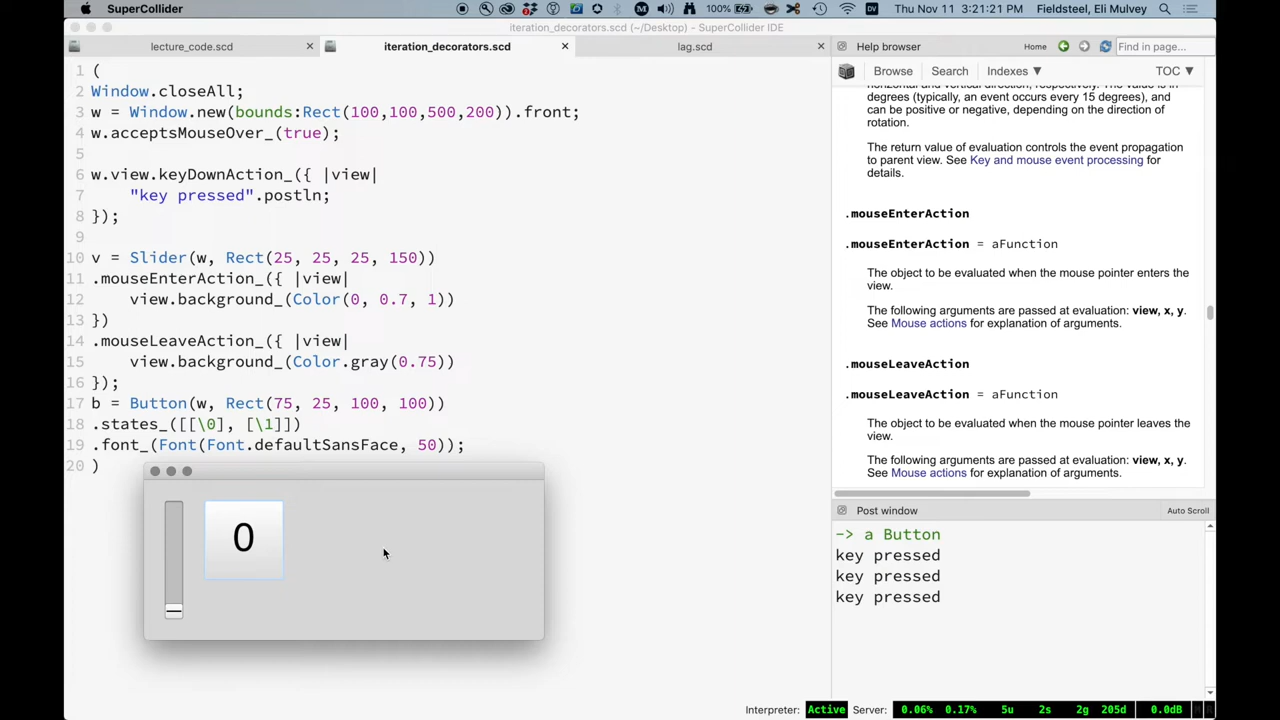 SuperCollider
100%
DV
Thu Nov 11 3:21:21 PM
Fieldsteel, Eli Mulvey
iteration_decorators.scd (~/Desktop) - SuperCollider IDE
lecture_code.scd
iteration_decorators.scd
lag.scd
Help browser
Home
Find in page...
1 (
2 Window.closeAll;
3 w = Window.new(bounds:Rect(100,100,500,200)).front;
4 w.acceptsMouseOver_(true);
5
6 w.view.keyDownAction_({ |view|
7 "key pressed".postln;
8 });
9
10 v = Slider(w, Rect(25, 25, 25, 150))
11 .mouseEnterAction_({ |view|
12 view.background_(Color(0, 0.7, 1))
13 })
14 .mouseLeaveAction_({ |view|
15 view.background_(Color.gray(0.75))
16 });
17 b = Button(w, Rect(75, 25, 100, 100))
18 .states_([[\0], [\1]])
19 .font_(Font(Font.defaultSansFace, 50));
20 )
0
Browse
Search
Indexes ▼
TOC ▼
horizontal and vertical direction, respectively. The value is in
degrees (typically, an event occurs every 15 degrees), and
can be positive or negative, depending on the direction of
rotation.
The return value of evaluation controls the event propagation
to parent view. See Key and mouse event processing for
details.
.mouseEnterAction
.mouseEnterAction = aFunction
The object to be evaluated when the mouse pointer enters the
view.
The following arguments are passed at evaluation: view, x, y.
See Mouse actions for explanation of arguments.
.mouseLeaveAction
.mouseLeaveAction = aFunction
The object to be evaluated when the mouse pointer leaves the
view.
The following arguments are passed at evaluation: view, x, y.
See Mouse actions for explanation of arguments.
Post window
Auto Scroll
-> a Button
key pressed
key pressed
key pressed
Interpreter: Active Server: 0.06% 0.17% 5u 2s 2g 205d 0.0dB M R